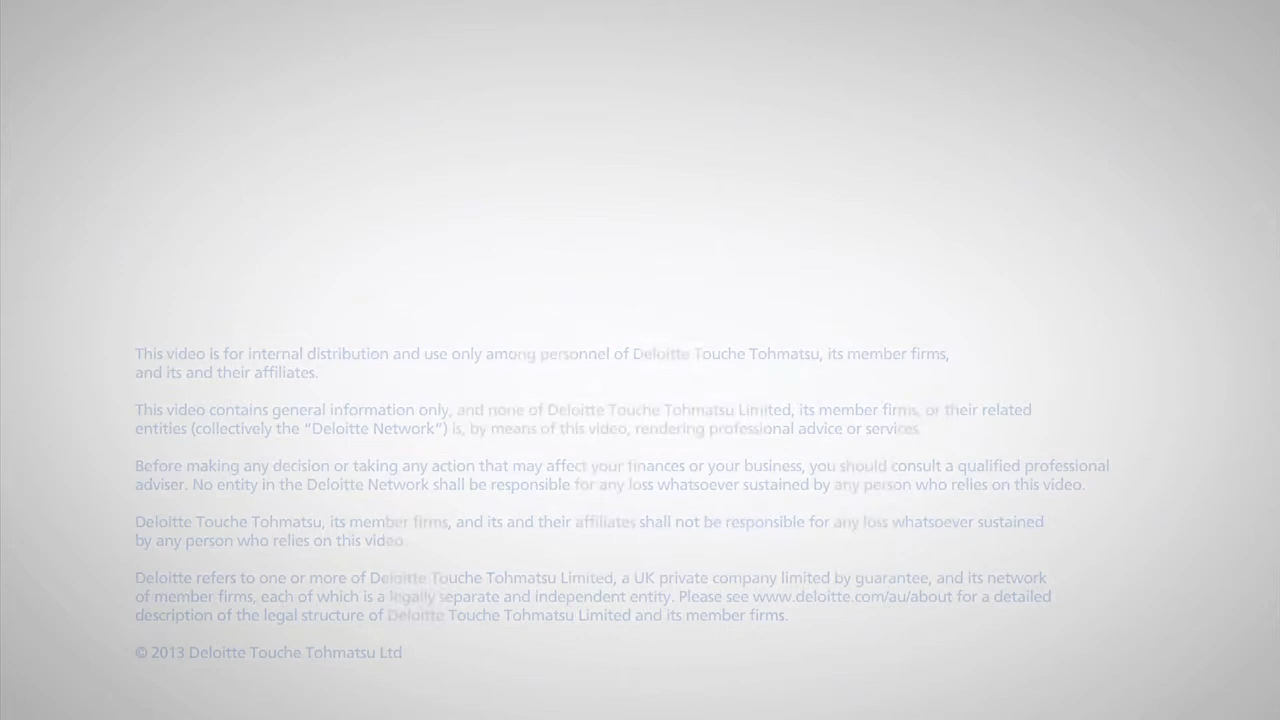 This video is for internal distribution and use only among personnel of Deloitte Touche Tohmatsu, its member firms,
and its and their affiliates.
This video contains general information only, and none of Deloitte Touche Tohmatsu Limited, its member firms, or their related
entities (collectively the “Deloitte Network”) is, by means of this video, rendering professional advice or services.
Before making any decision or taking any action that may affect your finances or your business, you should consult a qualified professional
adviser. No entity in the Deloitte Network shall be responsible for any loss whatsoever sustained by any person who relies on this video.
Deloitte Touche Tohmatsu, its member firms, and its and their affiliates shall not be responsible for any loss whatsoever sustained
by any person who relies on this video.
Deloitte refers to one or more of Deloitte Touche Tohmatsu Limited, a UK private company limited by guarantee, and its network
of member firms, each of which is a legally separate and independent entity. Please see www.deloitte.com/au/about for a detailed
description of the legal structure of Deloitte Touche Tohmatsu Limited and its member firms.
© 2013 Deloitte Touche Tohmatsu Ltd